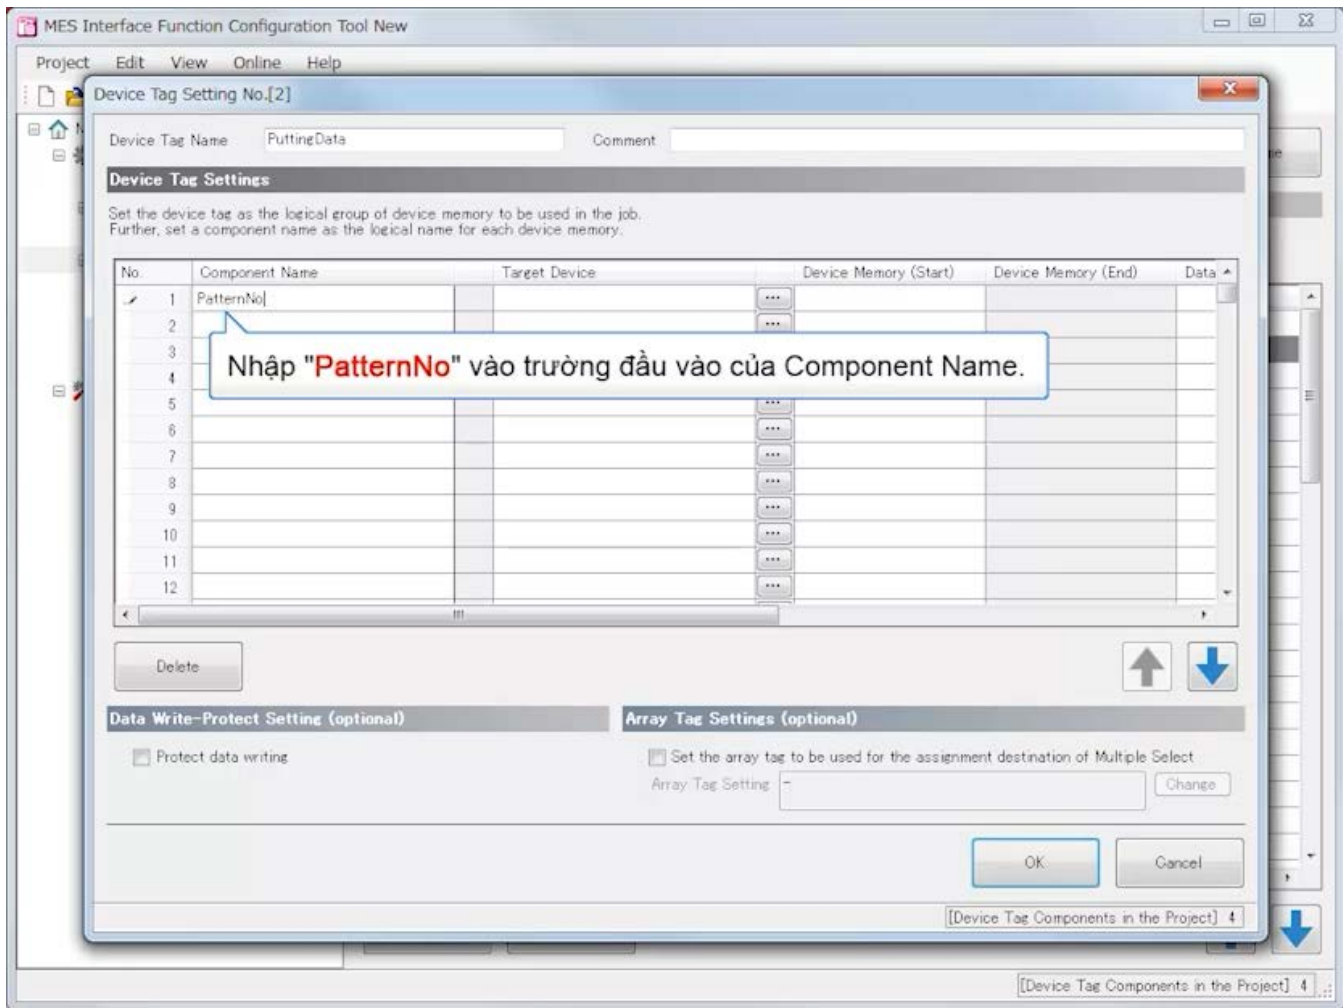 MES Interface Function Configuration Tool New
Project Edit View Online Help
Device Tag Setting No.[2]
Device Tag Name PuttingData Comment
Device Tag Settings
Set the device tag as the logical group of device memory to be used in the job.
Further, set a component name as the logical name for each device memory.
No. Component Name Target Device Device Memory (Start) Device Memory (End) Data
1 PatternNo ...
2 ...
Nhập "PatternNo" vào trường đầu vào của Component Name.
3
4
5 ...
6 ...
7 ...
8 ...
9 ...
10 ...
11 ...
12 ...
Delete
Data Write-Protect Setting (optional) Array Tag Settings (optional)
Protect data writing Set the array tag to be used for the assignment destination of Multiple Select
Array Tag Setting - Change
OK Cancel
[Device Tag Components in the Project] 4
[Device Tag Components in the Project] 4